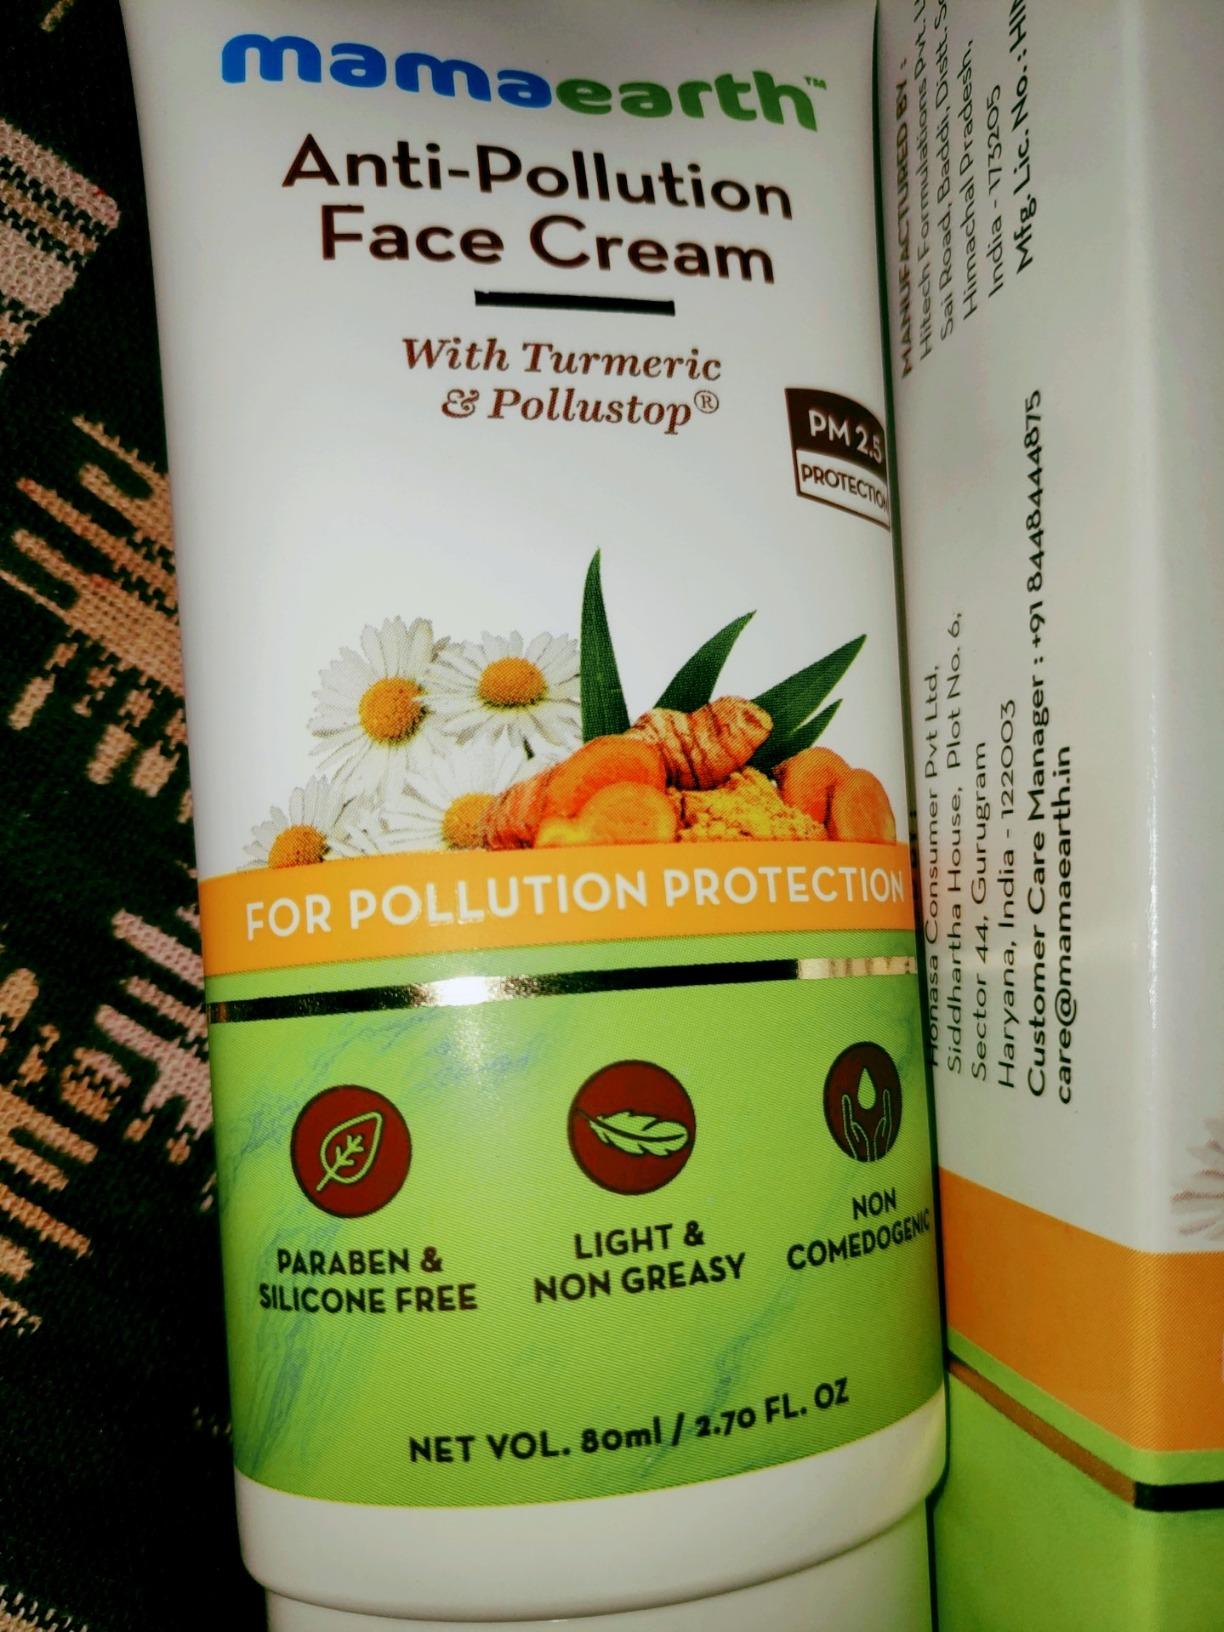 mamaearth™
Anti-Pollution
Face Cream
With Turmeric
& Pollustop®
PM 2.5
PROTECTION
FOR POLLUTION PROTECTION
PARABEN &
SILICONE FREE
LIGHT &
NON GREASY
NON
COMEDOGENIC
NET VOL. 80ml / 2.70 FL. OZ
MANUFACTURED BY :
Hitech Formulations Pvt.
Sai Road, Baddi, Distt.
Himachal Pradesh,
India - 173205
Mfg. Lic. No. :
Honasa Consumer Pvt Ltd,
Siddhartha House, Plot No. 6,
Sector 44, Gurugram
Haryana, India - 122003
Customer Care Manager : +91 8448444875
care@mamaearth.in